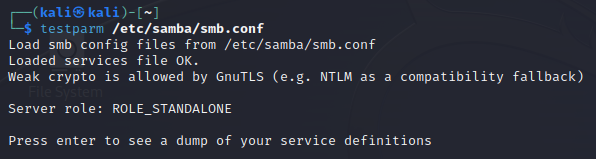 ┌──(kali㉿kali)-[~]
└─$ testparm /etc/samba/smb.conf
Load smb config files from /etc/samba/smb.conf
Loaded services file OK.
Weak crypto is allowed by GnuTLS (e.g. NTLM as a compatibility fallback)
File System
Server role: ROLE_STANDALONE
Press enter to see a dump of your service definitions